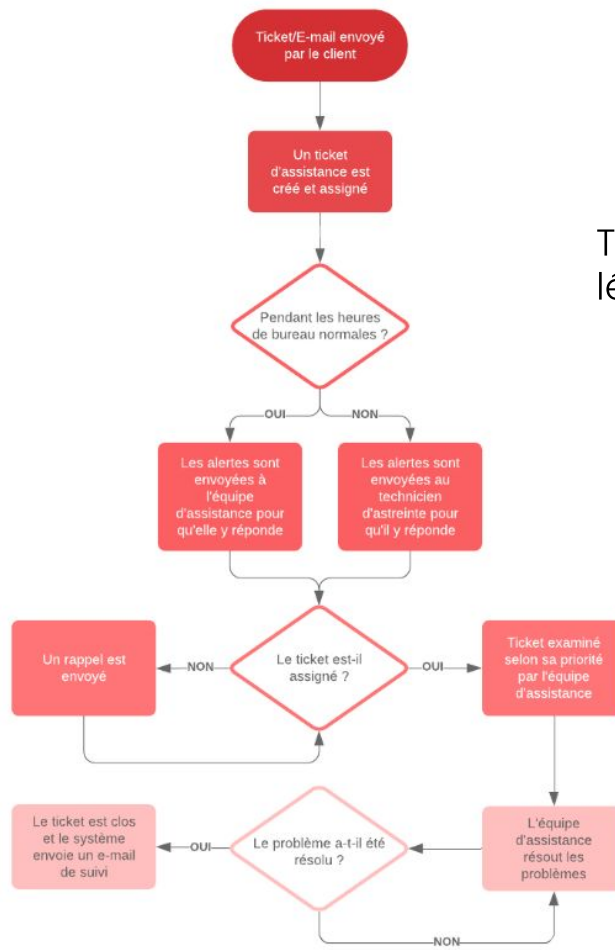 Ticket/E-mail envoyé
par le client
Un ticket
d'assistance est
créé et assigné
Pendant les heures
de bureau normales ?
OUI
NON
Les alertes sont
envoyées à
l'équipe
d'assistance pour
qu'elle y réponde
Les alertes sont
envoyées au
technicien
d'astreinte pour
qu'il y réponde
Un rappel est
envoyé
NON
Le ticket est-il
assigné ?
OUI
Ticket examiné
selon sa priorité
par l'équipe
d'assistance
Le ticket est clos
et le système
envoie un e-mail
de suivi
OUI
Le problème a-t-il été
résolu ?
L'équipe
d'assistance
résout les
problèmes
NON